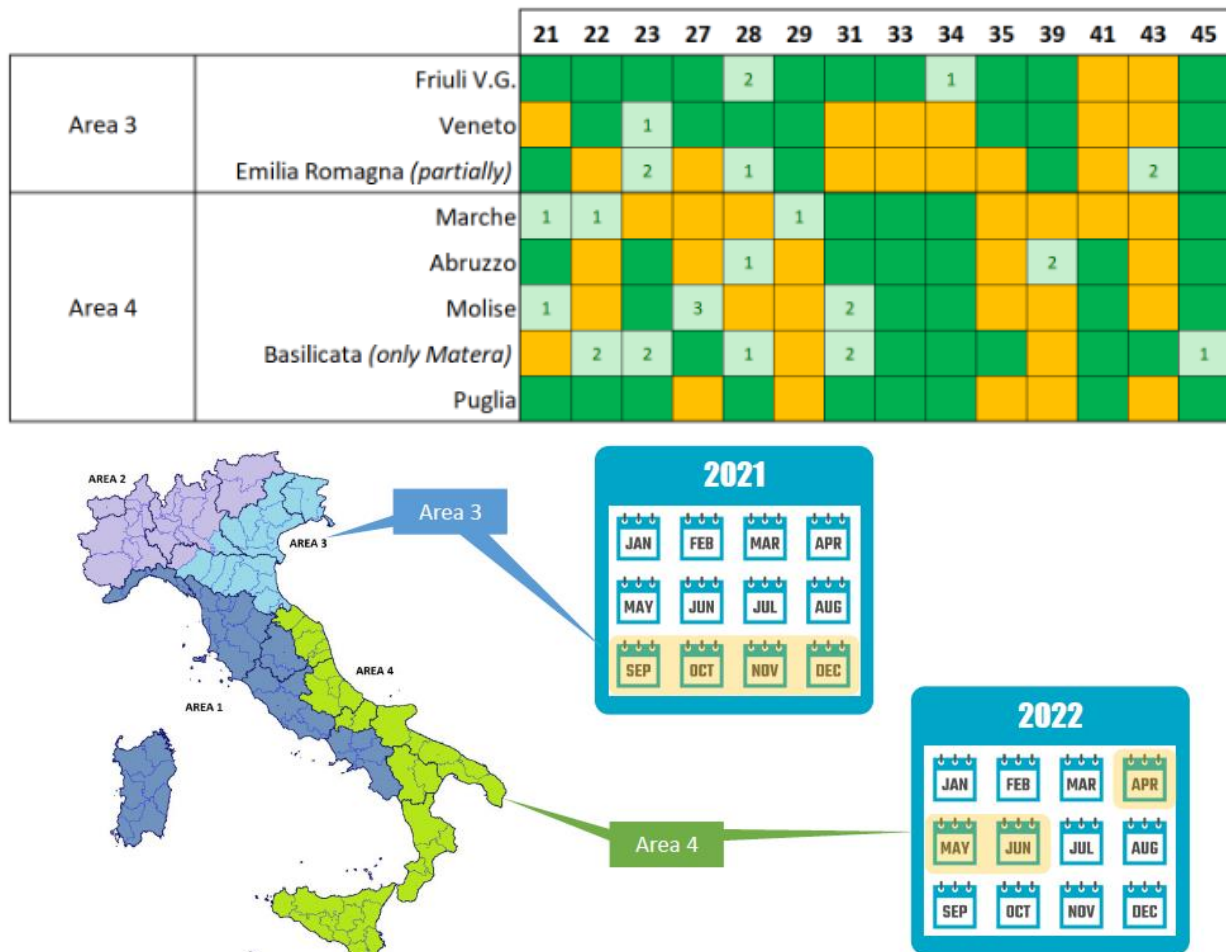 21 22 23 27 28 29 31 33 34 35 39 41 43 45
Area 3
Friuli V.G. 2 1
Veneto 1
Emilia Romagna (partially) 2 1 2
Area 4
Marche 1 1 1
Abruzzo 1 2
Molise 1 3 2
Basilicata (only Matera) 2 2 1 2 1
Puglia
AREA 2
AREA 3
AREA 4
AREA 1
Area 3
2021
JAN FEB MAR APR
MAY JUN JUL AUG
SEP OCT NOV DEC
Area 4
2022
JAN FEB MAR APR
MAY JUN JUL AUG
SEP OCT NOV DEC